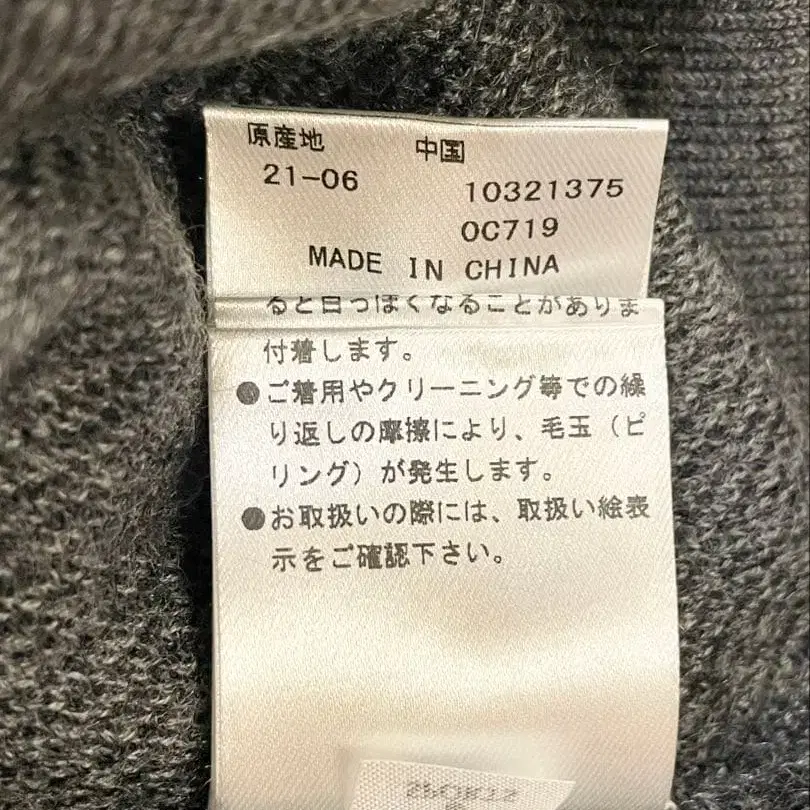 原産地 中国
21-06 10321375
0C719
MADE IN CHINA
ると白っぽくなることがありま
付着します。
●ご着用やクリーニング等での繰
り返しの摩擦により、毛玉（ピ
リング）が発生します。
●お取扱いの際には、取扱い絵表
示をご確認下さい。